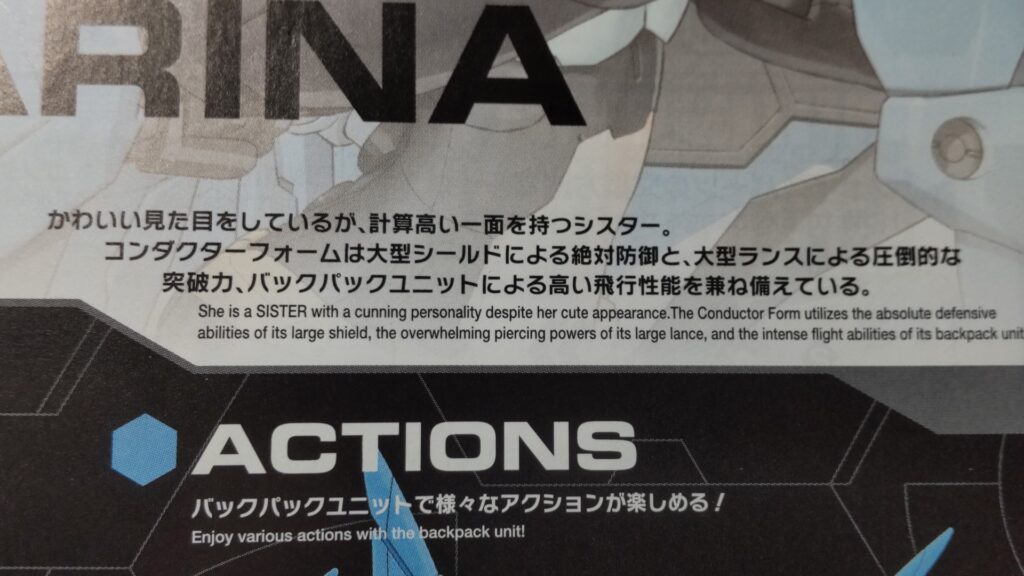 ARINA
かわいい見た目をしているが、計算高い一面を持つシスター。
コンダクターフォームは大型シールドによる絶対防御と、大型ランスによる圧倒的な
突破力、バックパックユニットによる高い飛行性能を兼ね備えている。
She is a SISTER with a cunning personality despite her cute appearance.The Conductor Form utilizes the absolute defensive
abilities of its large shield, the overwhelming piercing powers of its large lance, and the intense flight abilities of its backpack unit
ACTIONS
バックパックユニットで様々なアクションが楽しめる!
Enjoy various actions with the backpack unit!